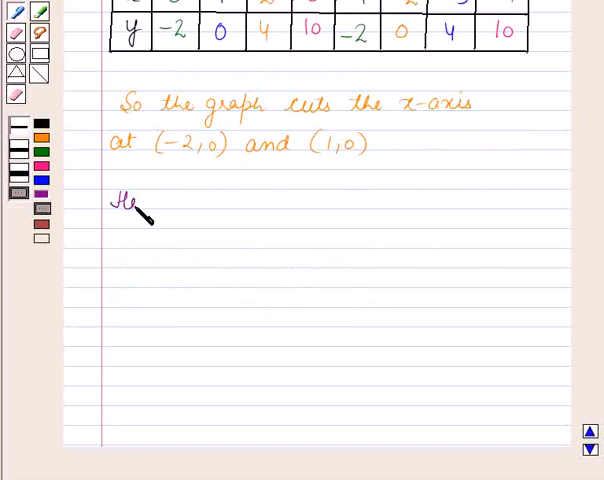 y -2 0 4 10 -2 0 4 10
So the graph cuts the x-axis
at (-2,0) and (1,0)
He